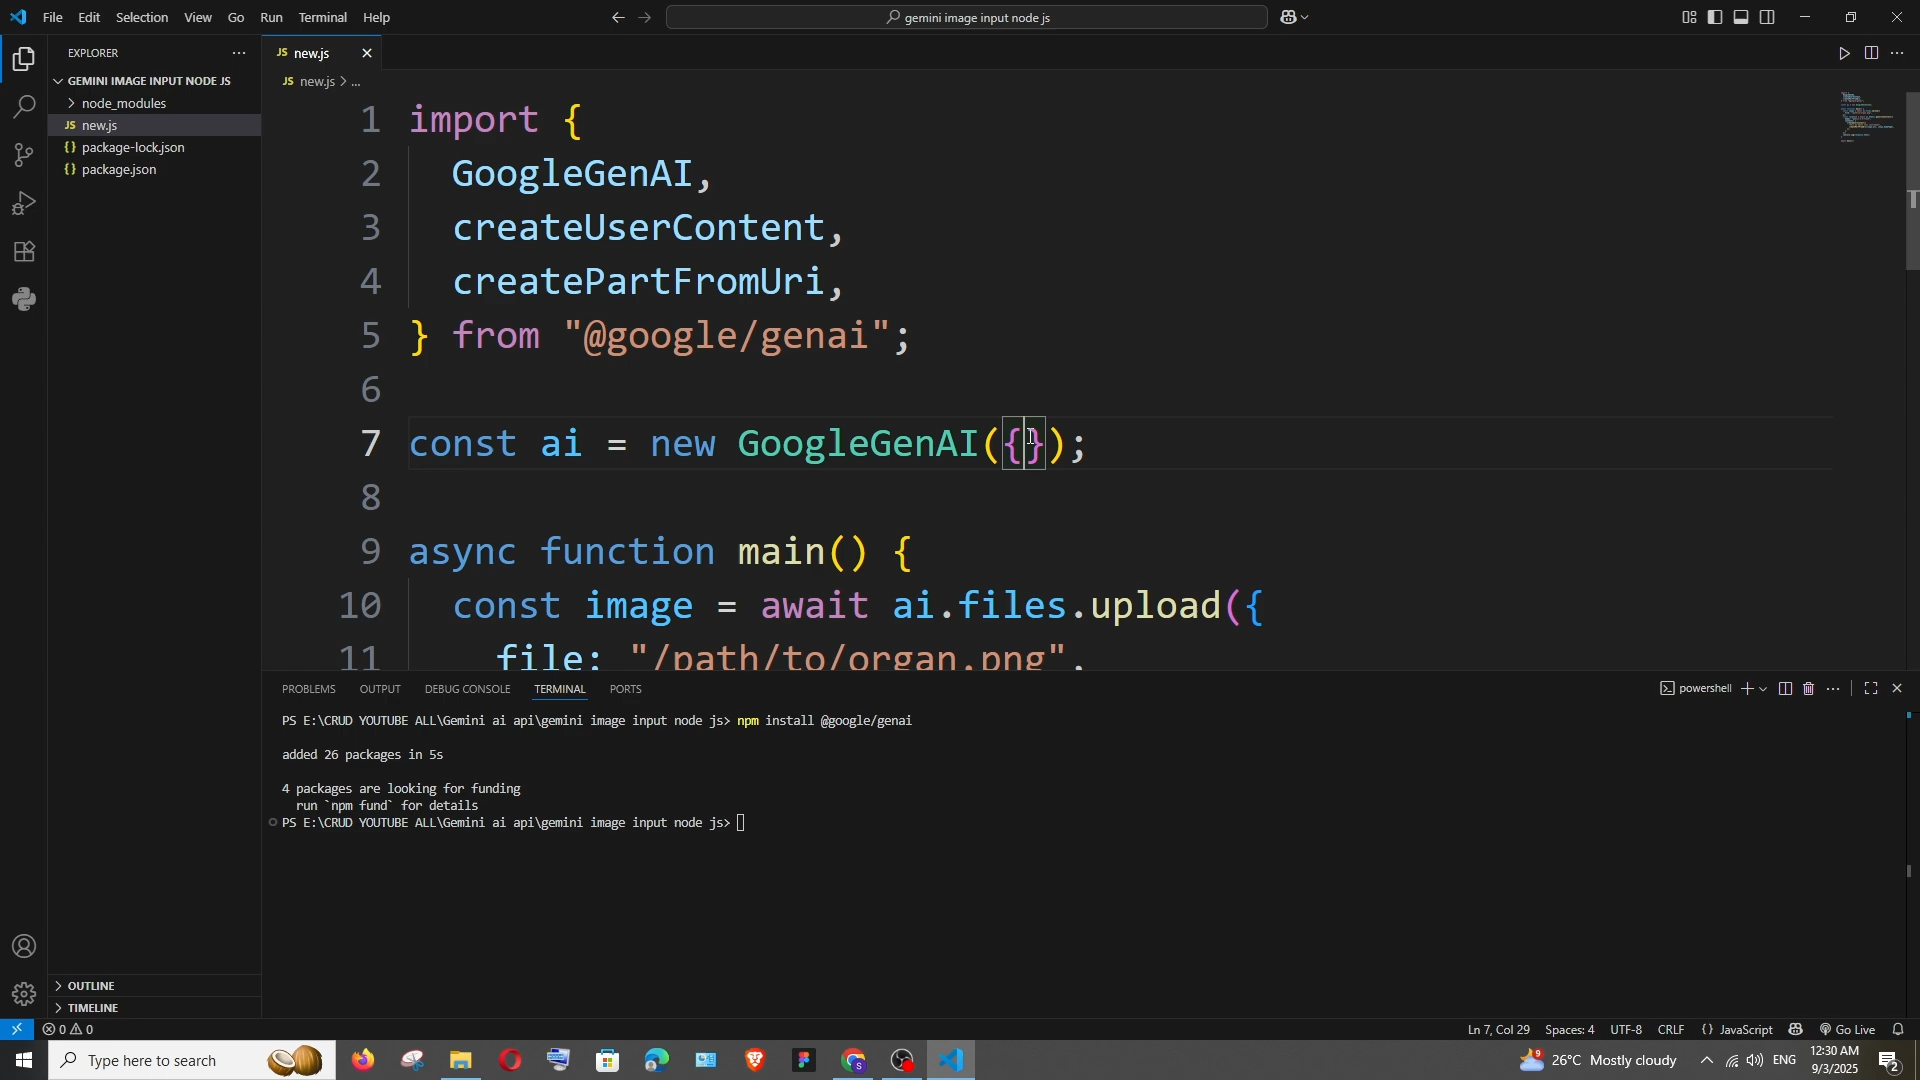 File Edit Selection View Go Run Terminal Help
gemini image input node js
EXPLORER
GEMINI IMAGE INPUT NODE JS
node_modules
JS new.js
{} package-lock.json
{} package.json
OUTLINE
TIMELINE
JS new.js
JS new.js > ...
1 import {
2 GoogleGenAI,
3 createUserContent,
4 createPartFromUri,
5 } from "@google/genai";
6
7 const ai = new GoogleGenAI({});
8
9 async function main() {
10 const image = await ai.files.upload({
11 file: "/path/to/organ.png",
PROBLEMS OUTPUT DEBUG CONSOLE TERMINAL PORTS
powershell
PS E:\CRUD YOUTUBE ALL\Gemini ai api\gemini image input node js> npm install @google/genai
added 26 packages in 5s
4 packages are looking for funding
run `npm fund` for details
PS E:\CRUD YOUTUBE ALL\Gemini ai api\gemini image input node js>
0 0
Ln 7, Col 29 Spaces: 4 UTF-8 CRLF {} JavaScript Go Live
Type here to search
9
26°C Mostly cloudy
ENG
12:30 AM
9/3/2025
2